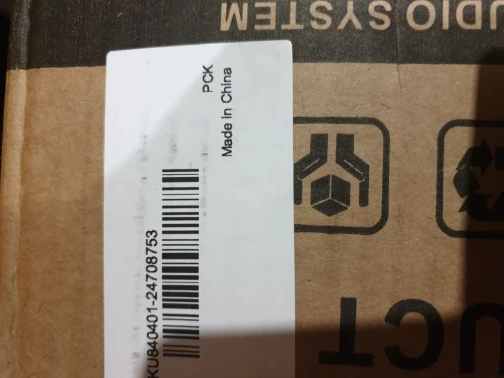 UDIO SYSTEM
PCK
Made in China
KU840401-24708753
UCT